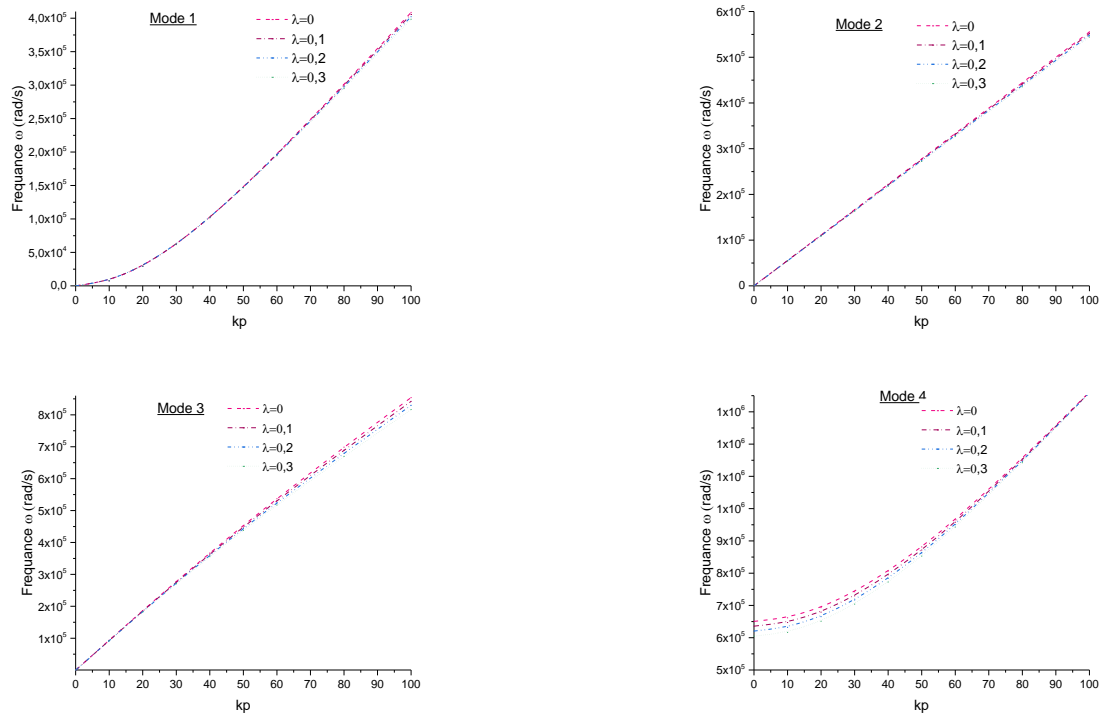 Mode 1
λ=0
λ=0,1
λ=0,2
λ=0,3
Frequance ω (rad/s)
4,0x10⁵
3,5x10⁵
3,0x10⁵
2,5x10⁵
2,0x10⁵
1,5x10⁵
1,0x10⁵
5,0x10⁴
0,0
0 10 20 30 40 50 60 70 80 90 100
kp
Mode 2
λ=0
λ=0,1
λ=0,2
λ=0,3
Frequance ω (rad/s)
6x10⁵
5x10⁵
4x10⁵
3x10⁵
2x10⁵
1x10⁵
0
0 10 20 30 40 50 60 70 80 90 100
kp
Mode 3
λ=0
λ=0,1
λ=0,2
λ=0,3
Frequance ω (rad/s)
8x10⁵
7x10⁵
6x10⁵
5x10⁵
4x10⁵
3x10⁵
2x10⁵
1x10⁵
0 10 20 30 40 50 60 70 80 90 100
kp
Mode 4
λ=0
λ=0,1
λ=0,2
λ=0,3
Frequance ω (rad/s)
1x10⁶
1x10⁶
1x10⁶
9x10⁵
8x10⁵
7x10⁵
6x10⁵
5x10⁵
0 10 20 30 40 50 60 70 80 90 100
kp